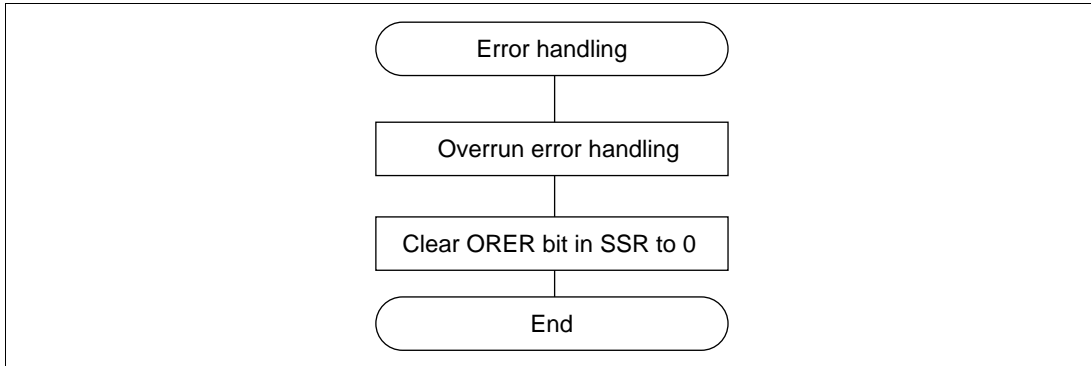 Error handling
Overrun error handling
Clear ORER bit in SSR to 0
End